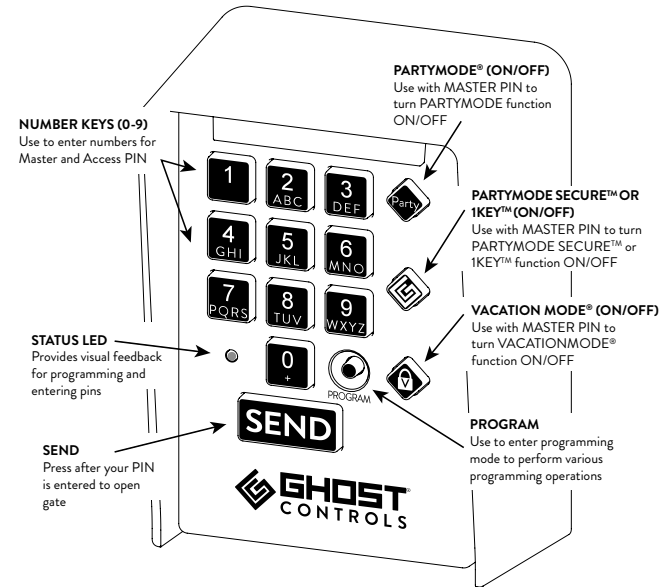 PARTYMODE® (ON/OFF)
Use with MASTER PIN to
turn PARTYMODE function
ON/OFF
NUMBER KEYS (0-9)
Use to enter numbers for
Master and Access PIN
1
2
ABC
3
DEF
Party
4
GHI
5
JKL
6
MNO
7
PQRS
8
TUV
9
WXYZ
0
+
PROGRAM
V
SEND
GHOST
CONTROLS
PARTYMODE SECURE™ OR
1KEY™ (ON/OFF)
Use with MASTER PIN to turn
PARTYMODE SECURE™ or
1KEY™ function ON/OFF
VACATION MODE® (ON/OFF)
Use with MASTER PIN to
turn VACATIONMODE®
function ON/OFF
STATUS LED
Provides visual feedback
for programming and
entering pins
PROGRAM
Use to enter programming
mode to perform various
programming operations
SEND
Press after your PIN
is entered to open
gate